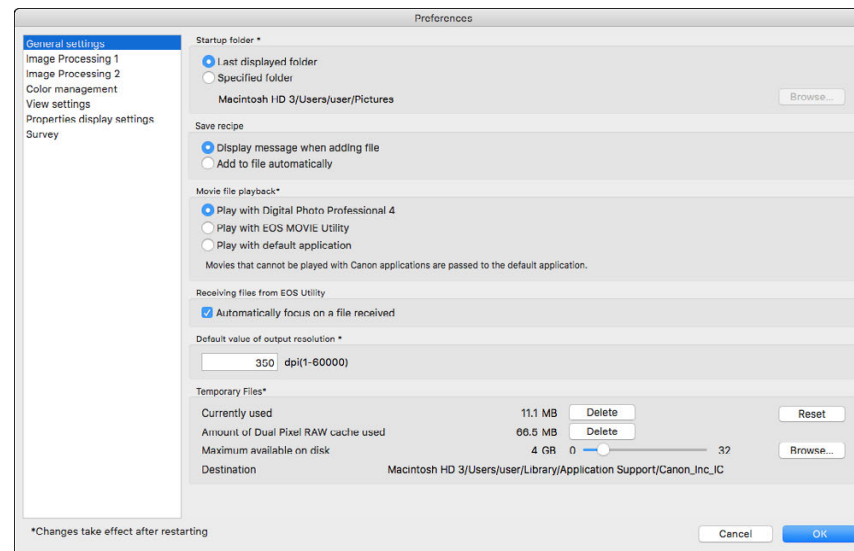 Preferences
General settings
Image Processing 1
Image Processing 2
Color management
View settings
Properties display settings
Survey
Startup folder *
Last displayed folder
Specified folder
Macintosh HD 3/Users/user/Pictures Browse...
Save recipe
Display message when adding file
Add to file automatically
Movie file playback*
Play with Digital Photo Professional 4
Play with EOS MOVIE Utility
Play with default application
Movies that cannot be played with Canon applications are passed to the default application.
Receiving files from EOS Utility
Automatically focus on a file received
Default value of output resolution *
350 dpi(1-60000)
Temporary Files*
Currently used 11.1 MB Delete Reset
Amount of Dual Pixel RAW cache used 66.5 MB Delete
Maximum available on disk 4 GB 0 32 Browse...
Destination Macintosh HD 3/Users/user/Library/Application Support/Canon_Inc_IC
*Changes take effect after restarting
Cancel OK